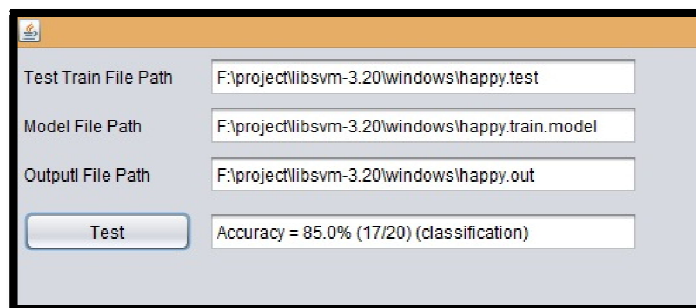 Test Train File Path F:\project\libsvm-3.20\windows\happy.test
Model File Path F:\project\libsvm-3.20\windows\happy.train.model
Outputl File Path F:\project\libsvm-3.20\windows\happy.out
Test Accuracy = 85.0% (17/20) (classification)